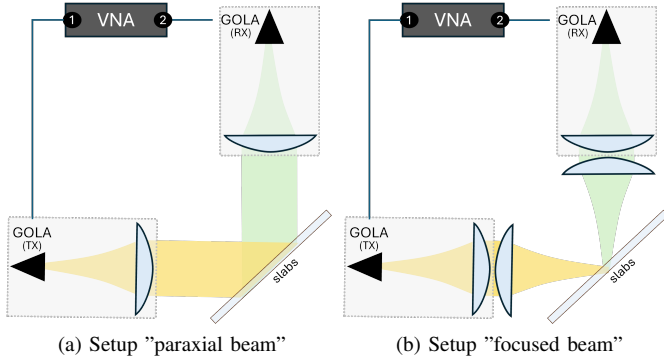 1 VNA 2
GOLA
(RX)
GOLA
(TX)
slabs
(a) Setup "paraxial beam"
1 VNA 2
GOLA
(RX)
GOLA
(TX)
slabs
(b) Setup "focused beam"